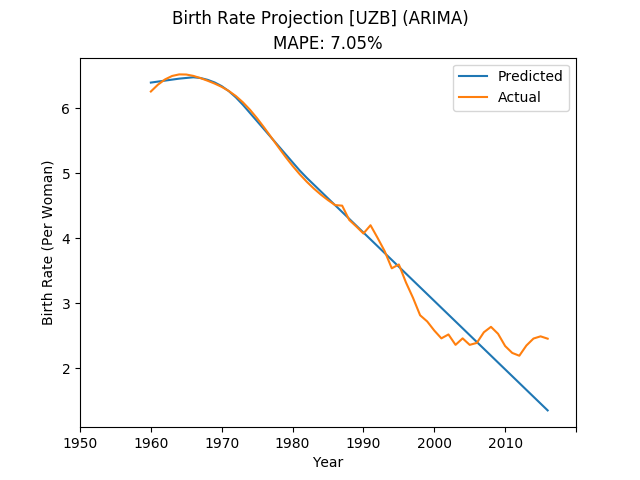 Birth Rate Projection [UZB] (ARIMA)
MAPE: 7.05%
Predicted
Actual
Birth Rate (Per Woman)
6
5
4
3
2
1950
1960
1970
1980
1990
2000
2010
Year